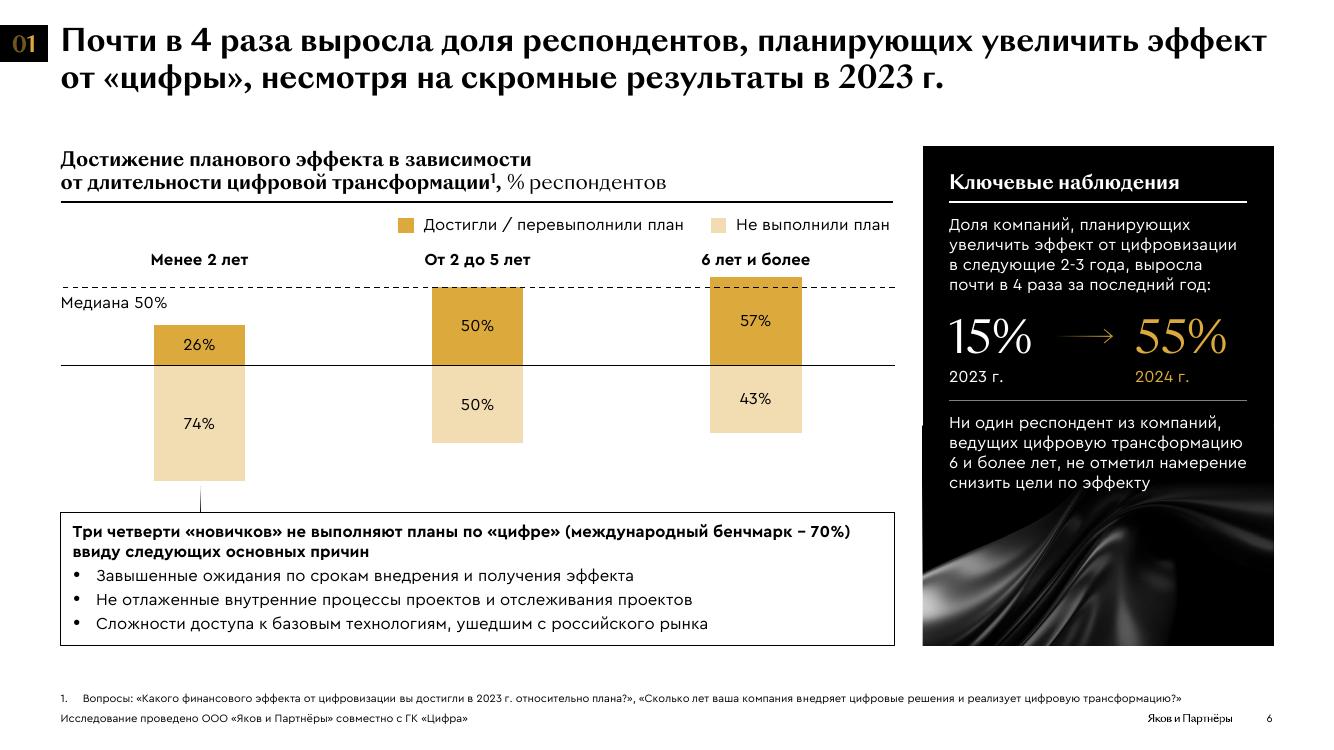 01
Почти в 4 раза выросла доля респондентов, планирующих увеличить эффект
от «цифры», несмотря на скромные результаты в 2023 г.
Достижение планового эффекта в зависимости
от длительности цифровой трансформации¹, % респондентов
Достигли / перевыполнили план
Не выполнили план
Менее 2 лет
От 2 до 5 лет
6 лет и более
Медиана 50%
26%
50%
57%
74%
50%
43%
Три четверти «новичков» не выполняют планы по «цифре» (международный бенчмарк – 70%)
ввиду следующих основных причин
• Завышенные ожидания по срокам внедрения и получения эффекта
• Не отлаженные внутренние процессы проектов и отслеживания проектов
• Сложности доступа к базовым технологиям, ушедшим с российского рынка
Ключевые наблюдения
Доля компаний, планирующих
увеличить эффект от цифровизации
в следующие 2-3 года, выросла
почти в 4 раза за последний год:
15% → 55%
2023 г. 2024 г.
Ни один респондент из компаний,
ведущих цифровую трансформацию
6 и более лет, не отметил намерение
снизить цели по эффекту
1. Вопросы: «Какого финансового эффекта от цифровизации вы достигли в 2023 г. относительно плана?», «Сколько лет ваша компания внедряет цифровые решения и реализует цифровую трансформацию?»
Исследование проведено ООО «Яков и Партнёры» совместно с ГК «Цифра»
Яков и Партнёры 6